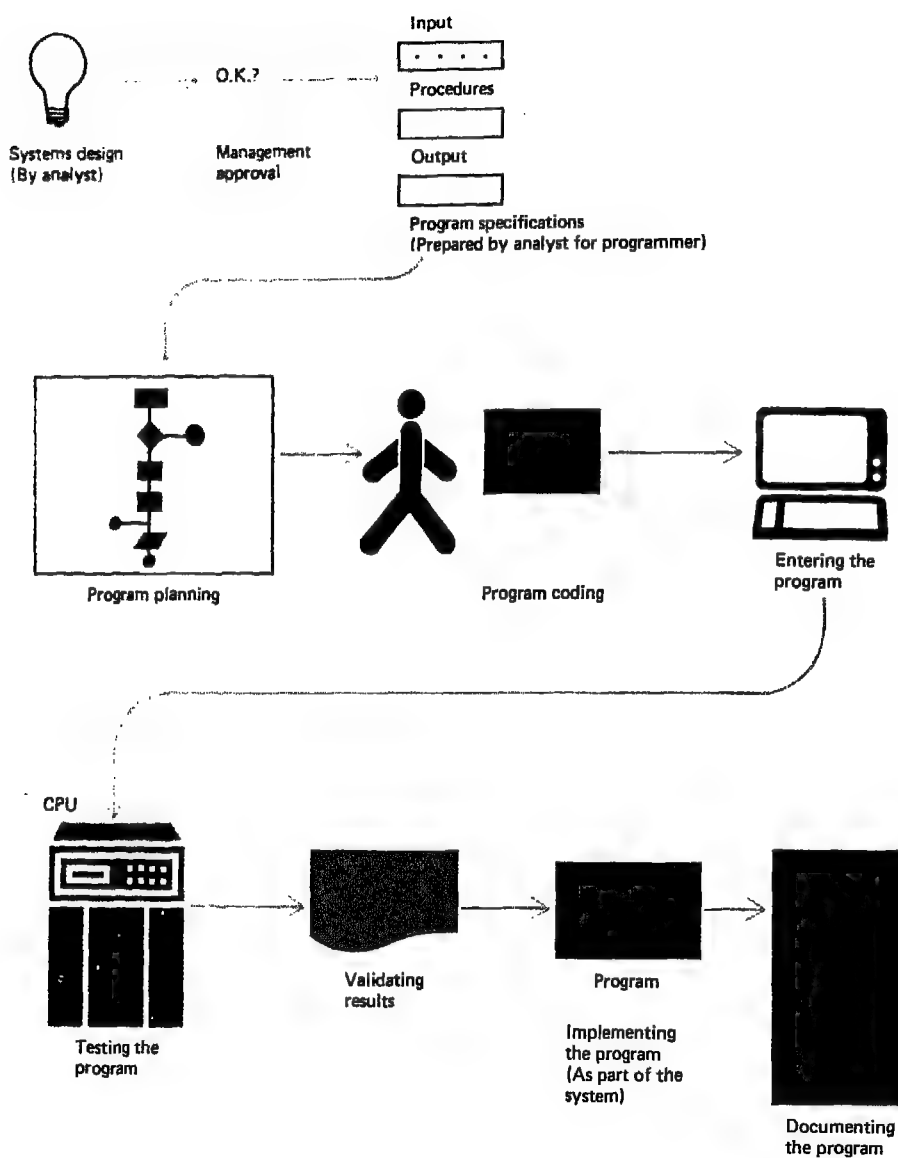 Input
O.K.?
Procedures
Systems design
(By analyst)
Management
approval
Output
Program specifications
(Prepared by analyst for programmer)
Program planning
Program coding
Entering the
program
CPU
Testing the
program
Validating
results
Program
Implementing
the program
(As part of the
system)
Documenting
the program